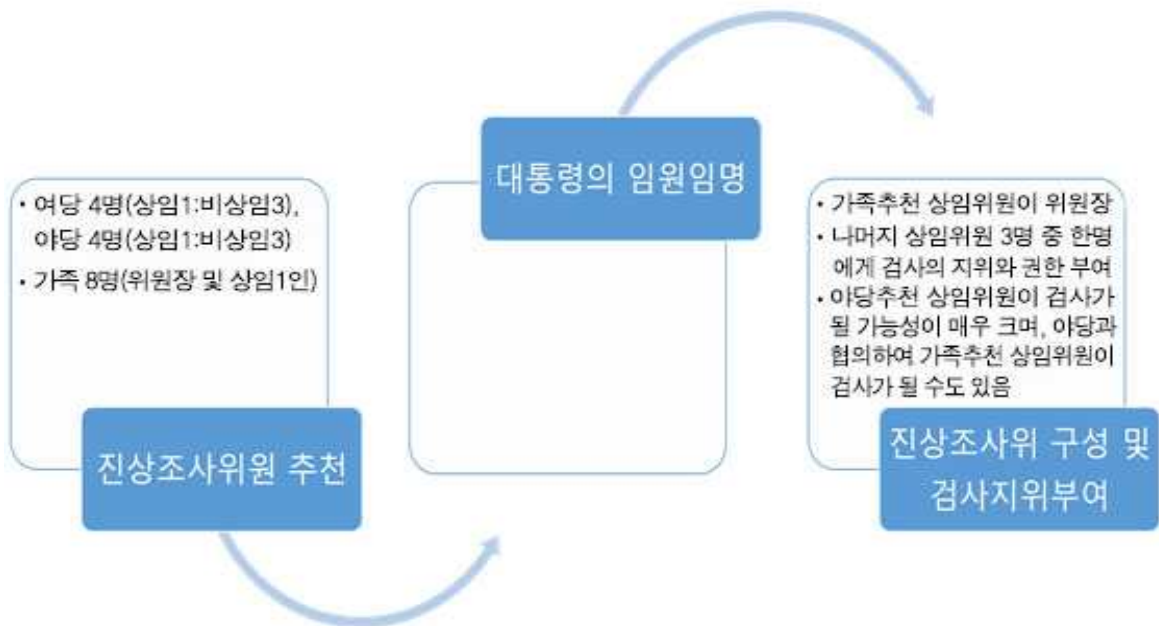 • 여당 4명(상임1:비상임3),
야당 4명(상임1:비상임3)
• 가족 8명(위원장 및 상임1인)
진상조사위원 추천
대통령의 임원임명
• 가족추천 상임위원이 위원장
• 나머지 상임위원 3명 중 한명
에게 검사의 지위와 권한 부여
• 야당추천 상임위원이 검사가
될 가능성이 매우 크며, 야당과
협의하여 가족추천 상임위원이
검사가 될 수도 있음
진상조사위 구성 및
검사지위부여